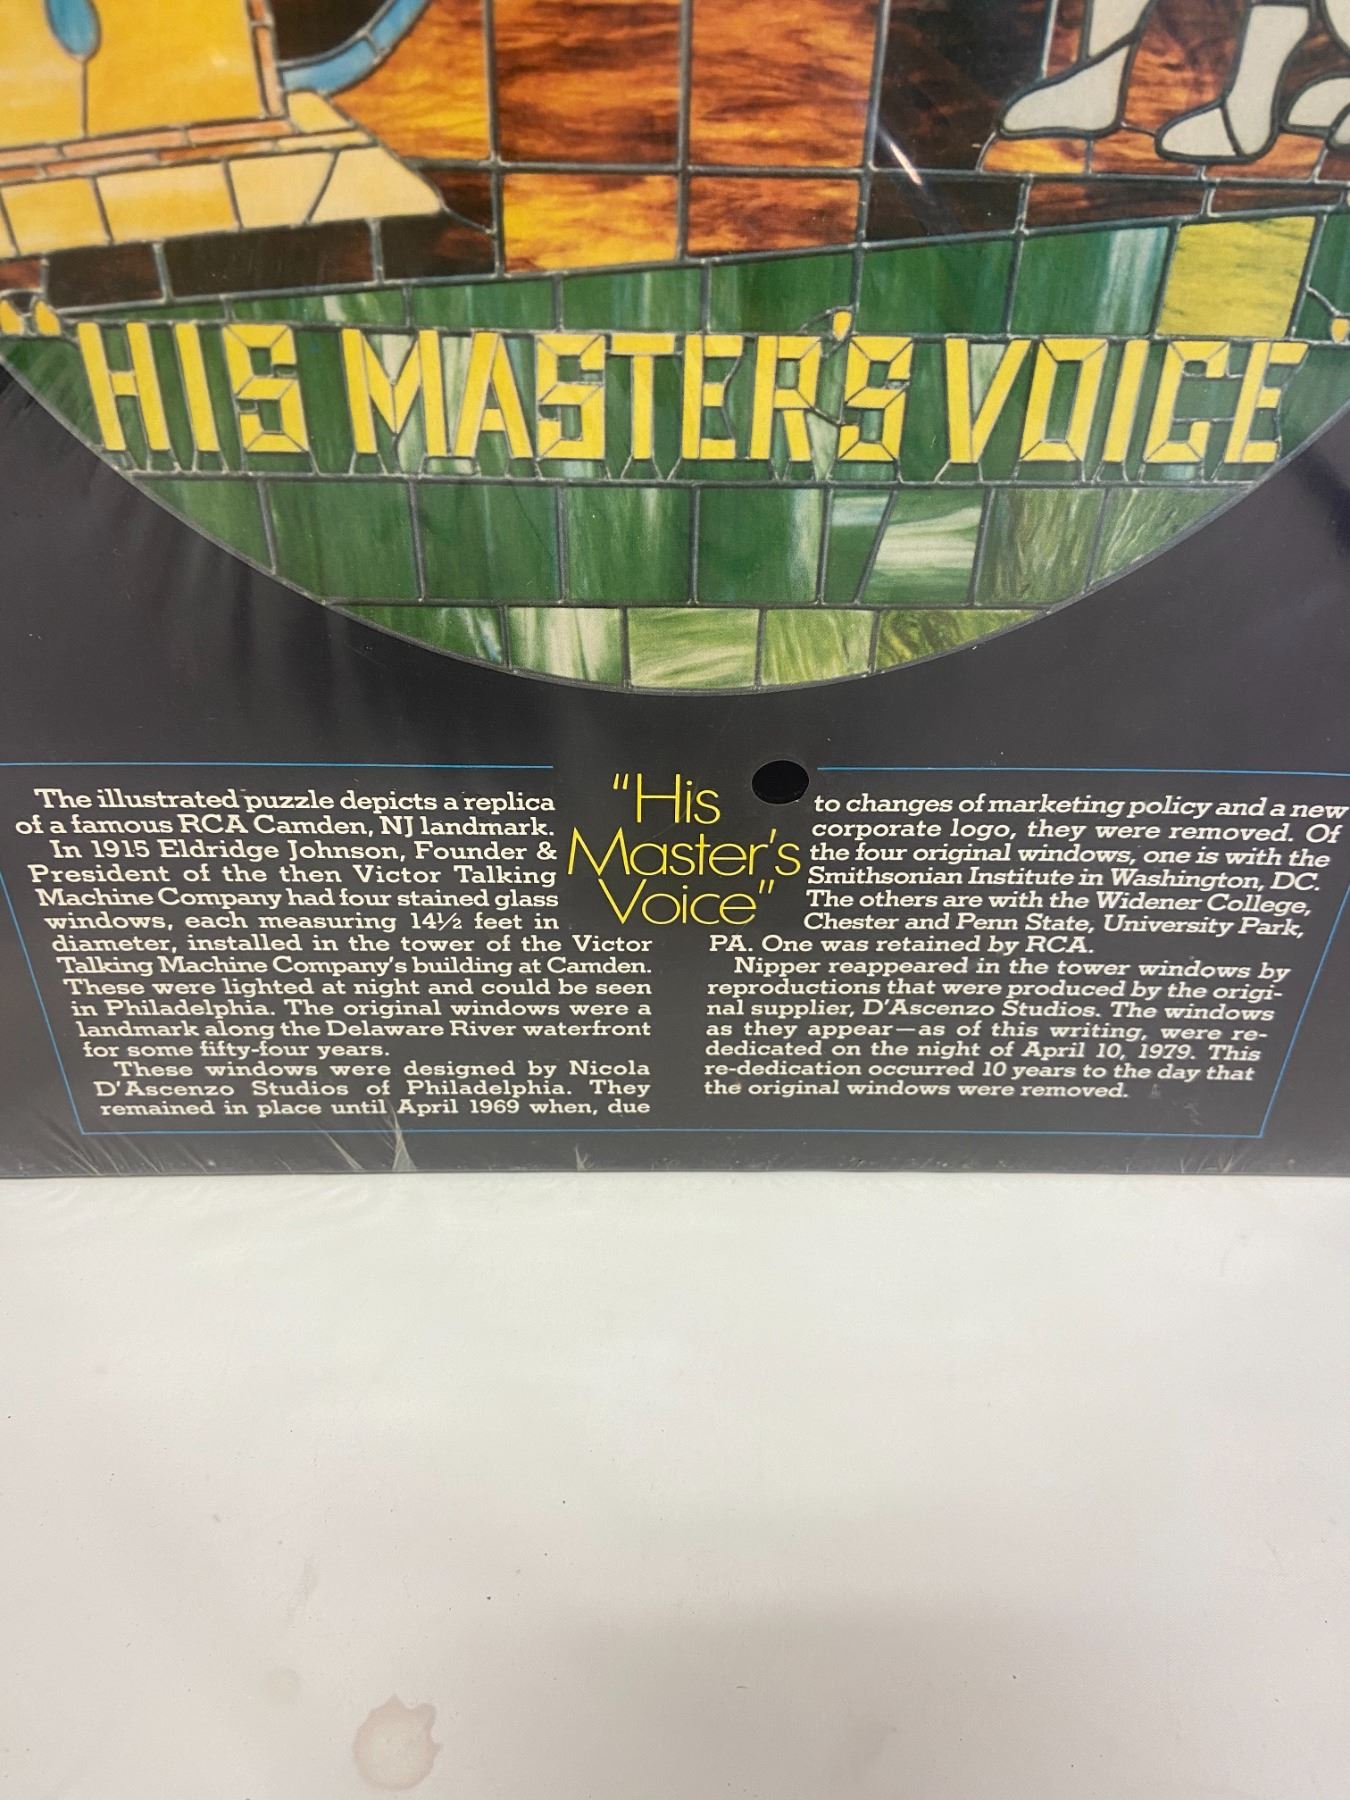 "HIS MASTER'S VOICE"
The illustrated puzzle depicts a replica
of a famous RCA Camden, NJ landmark.
In 1915 Eldridge Johnson, Founder &
President of the then Victor Talking
Machine Company had four stained glass
windows, each measuring 14½ feet in
diameter, installed in the tower of the Victor
Talking Machine Company's building at Camden.
These were lighted at night and could be seen
in Philadelphia. The original windows were a
landmark along the Delaware River waterfront
for some fifty-four years.
These windows were designed by Nicola
D'Ascenzo Studios of Philadelphia. They
remained in place until April 1969 when, due
"His
Master's
Voice"
to changes of marketing policy and a new
corporate logo, they were removed. Of
the four original windows, one is with the
Smithsonian Institute in Washington, DC.
The others are with the Widener College,
Chester and Penn State, University Park,
PA. One was retained by RCA.
Nipper reappeared in the tower windows by
reproductions that were produced by the origi-
nal supplier, D'Ascenzo Studios. The windows
as they appear—as of this writing, were re-
dedicated on the night of April 10, 1979. This
re-dedication occurred 10 years to the day that
the original windows were removed.